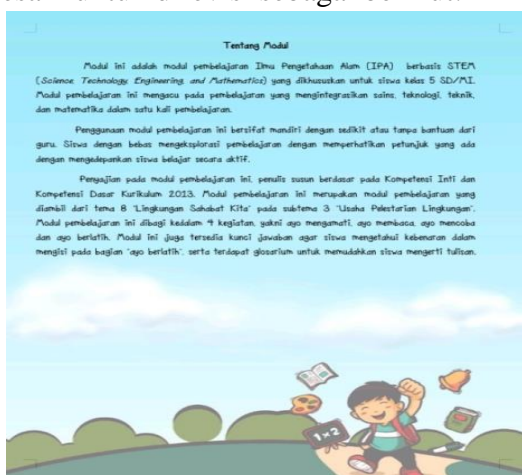 Tentang Modul
Modul ini adalah modul pembelajaran Ilmu Pengetahuan Alam (IPA) berbasis STEM
(Science, Technology, Engineering, and Mathematics) yang dikhususkan untuk siswa kelas 5 SD/MI.
Modul pembelajaran ini mengacu pada pembelajaran yang mengintegrasikan sains, teknologi, teknik,
dan matematika dalam satu kali pembelajaran.
Penggunaan modul pembelajaran ini bersifat mandiri dengan sedikit atau tanpa bantuan dari
guru. Siswa dengan bebas mengeksplorasi pembelajaran dengan memperhatikan petunjuk yang ada
dengan mengedepankan siswa belajar secara aktif.
Penyajian pada modul pembelajaran ini, penulis susun berdasar pada Kompetensi Inti dan
Kompetensi Dasar Kurikulum 2013. Modul pembelajaran ini merupakan modul pembelajaran yang
diambil dari tema 8 "Lingkungan Sahabat Kita" pada subtema 3 "Usaha Pelestarian Lingkungan".
Modul pembelajaran ini dibagi kedalam 4 kegiatan, yakni ayo mengamati, ayo membaca, ayo mencoba
dan ayo berlatih. Modul ini juga tersedia kunci jawaban agar siswa mengetahui kebenaran dalam
mengisi pada bagian "ayo berlatih", serta terdapat glosarium untuk memudahkan siswa mengerti tulisan.
1×2